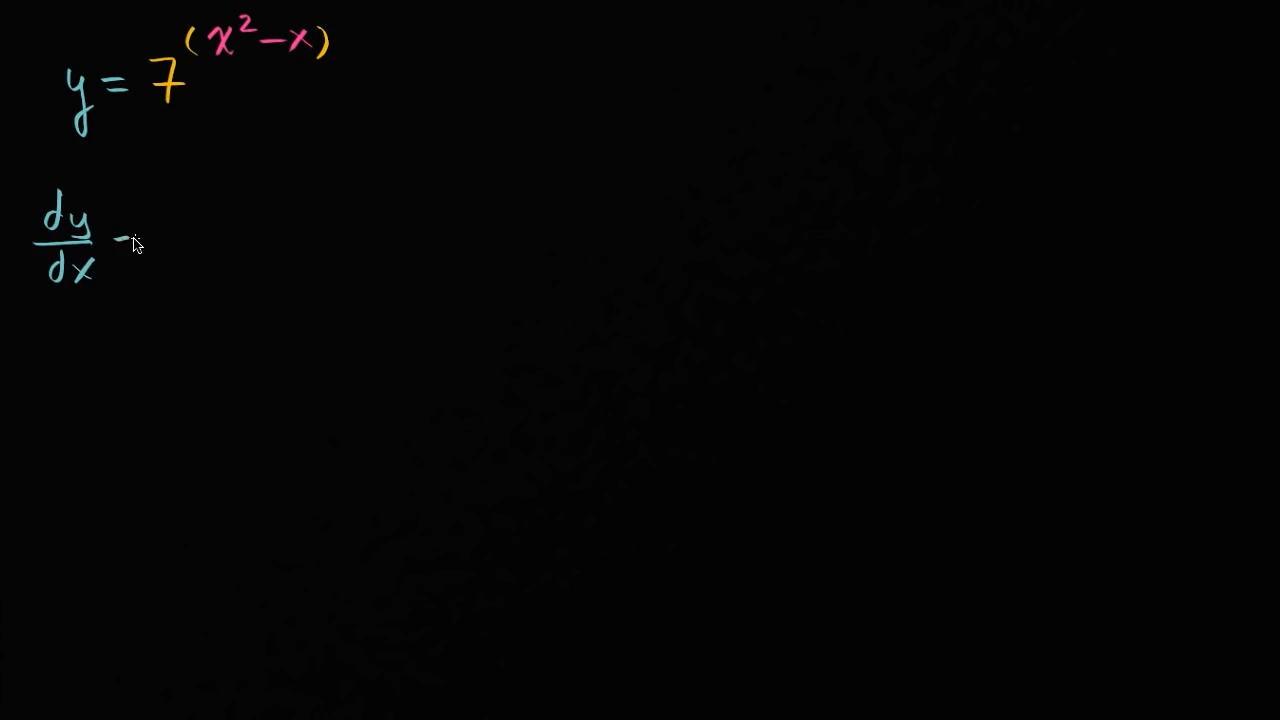 y = 7^(x²−x)
dy/dx -